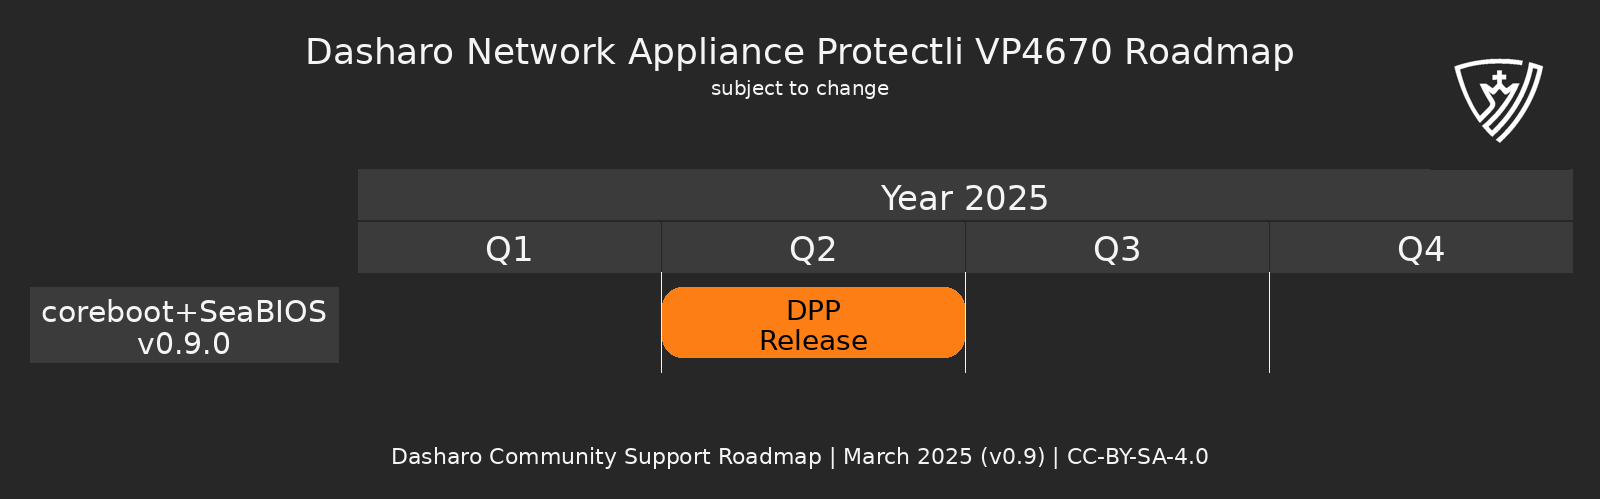 Dasharo Network Appliance Protectli VP4670 Roadmap
subject to change
Year 2025
Q1 Q2 Q3 Q4
coreboot+SeaBIOS
v0.9.0
DPP
Release
Dasharo Community Support Roadmap | March 2025 (v0.9) | CC-BY-SA-4.0